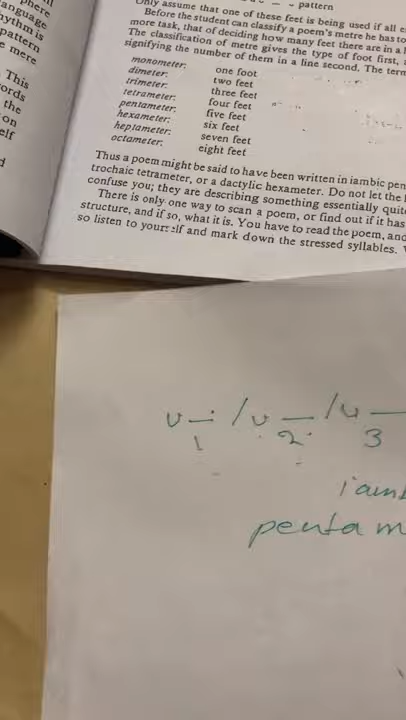 phere
language
rhythm is
pattern
e mere
This
ords
the
on
elf
pattern
Only assume that one of these feet is being used if all e
Before the student can classify a poem's metre he has to
more task, that of deciding how many feet there are in a l
The classification of metre gives the type of foot first, a
signifying the number of them in a line second. The term
monometer: one foot
dimeter: two feet
trimeter: three feet
tetrameter: four feet
pentameter: five feet
hexameter: six feet
heptameter: seven feet
octameter: eight feet
Thus a poem might be said to have been written in iambic pen
trochaic tetrameter, or a dactylic hexameter. Do not let the
confuse you; they are describing something essentially quite
There is only one way to scan a poem, or find out if it has
structure, and if so, what it is. You have to read the poem, and
so listen to yourself and mark down the stressed syllables.
u — / u — / u —
1 2 3
iamb
penta m